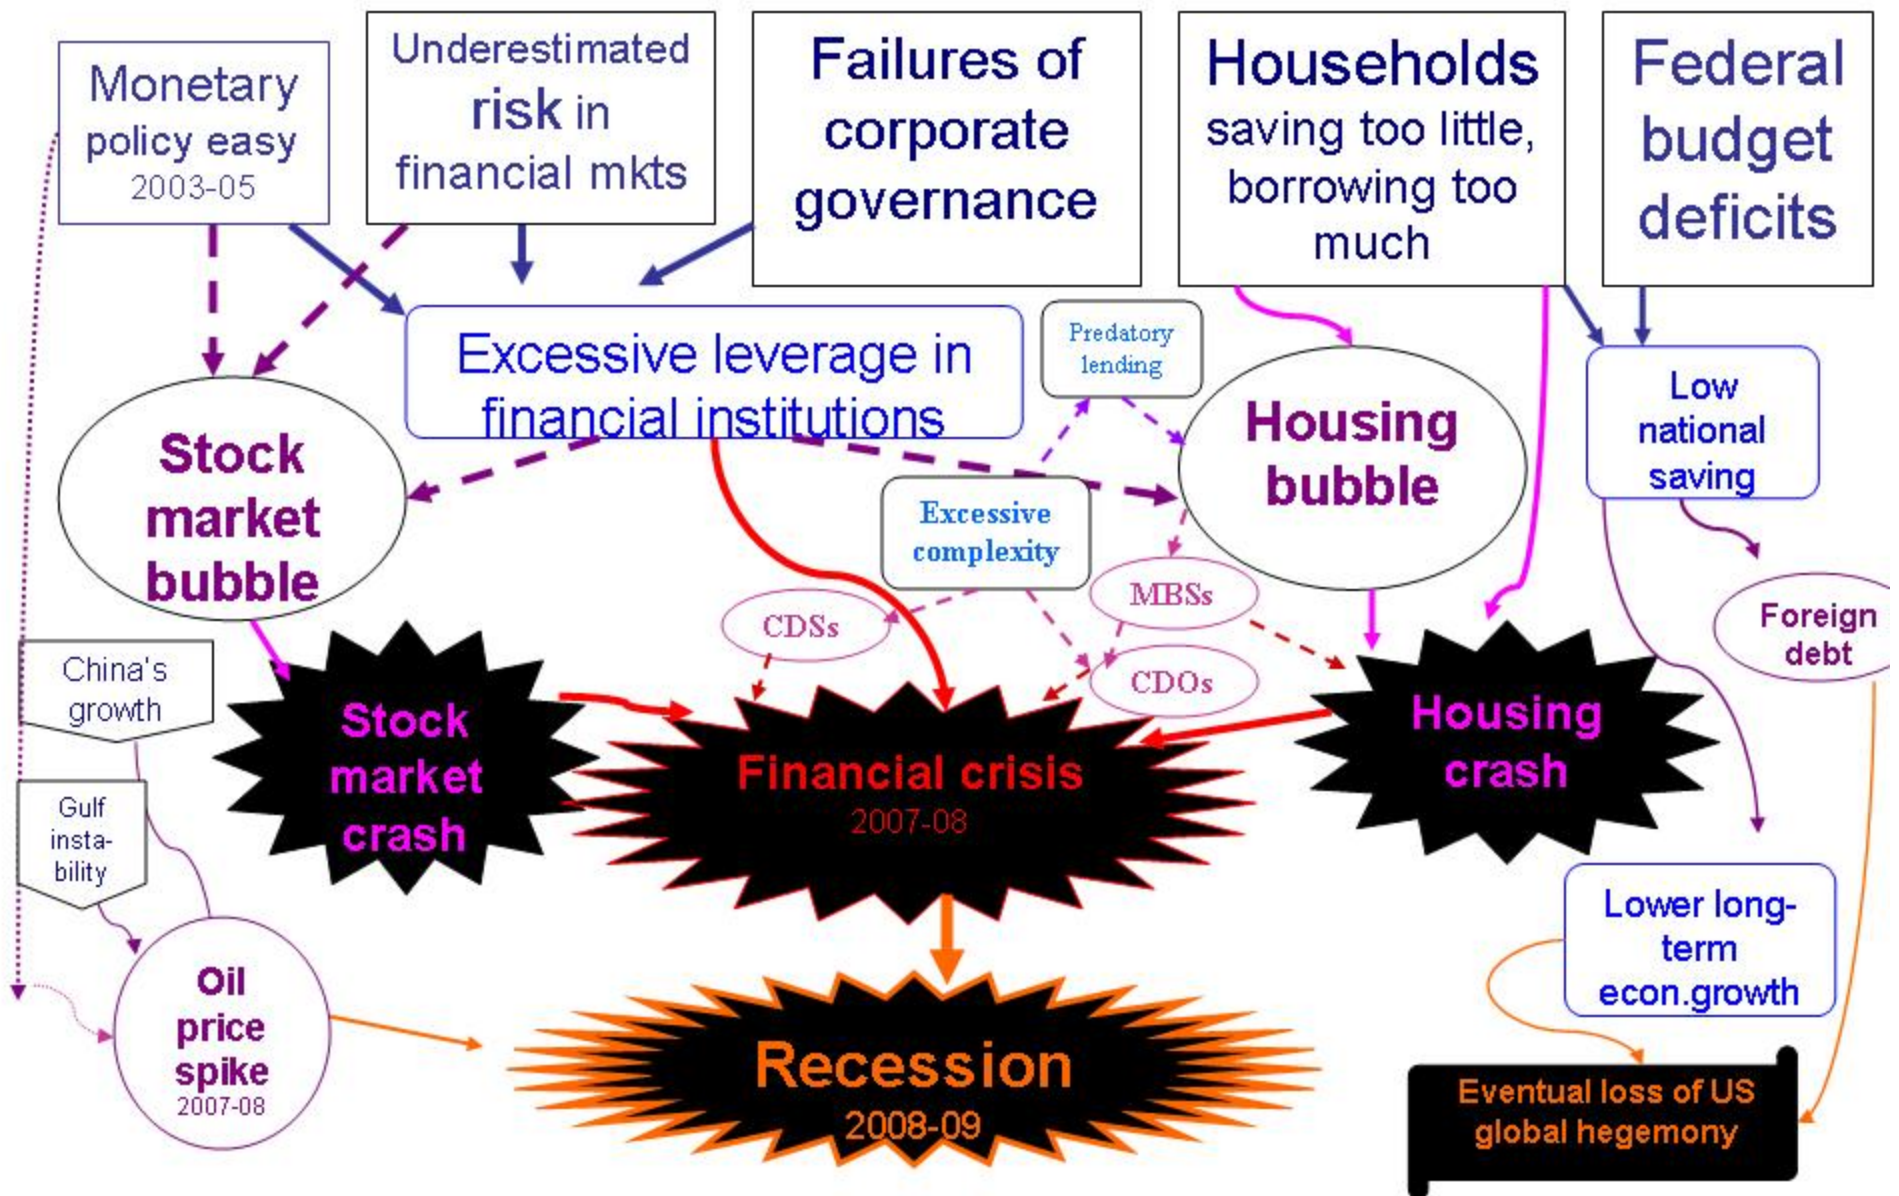 Monetary
policy easy
2003-05
Underestimated
risk in
financial mkts
Failures of
corporate
governance
Households
saving too little,
borrowing too
much
Federal
budget
deficits
Excessive leverage in
financial institutions
Predatory
lending
Housing
bubble
Low
national
saving
Stock
market
bubble
Excessive
complexity
MBSs
CDSs
CDOs
Foreign
debt
China's
growth
Stock
market
crash
Financial crisis
2007-08
Housing
crash
Gulf
insta-
bility
Lower long-
term
econ.growth
Oil
price
spike
2007-08
Recession
2008-09
Eventual loss of US
global hegemony